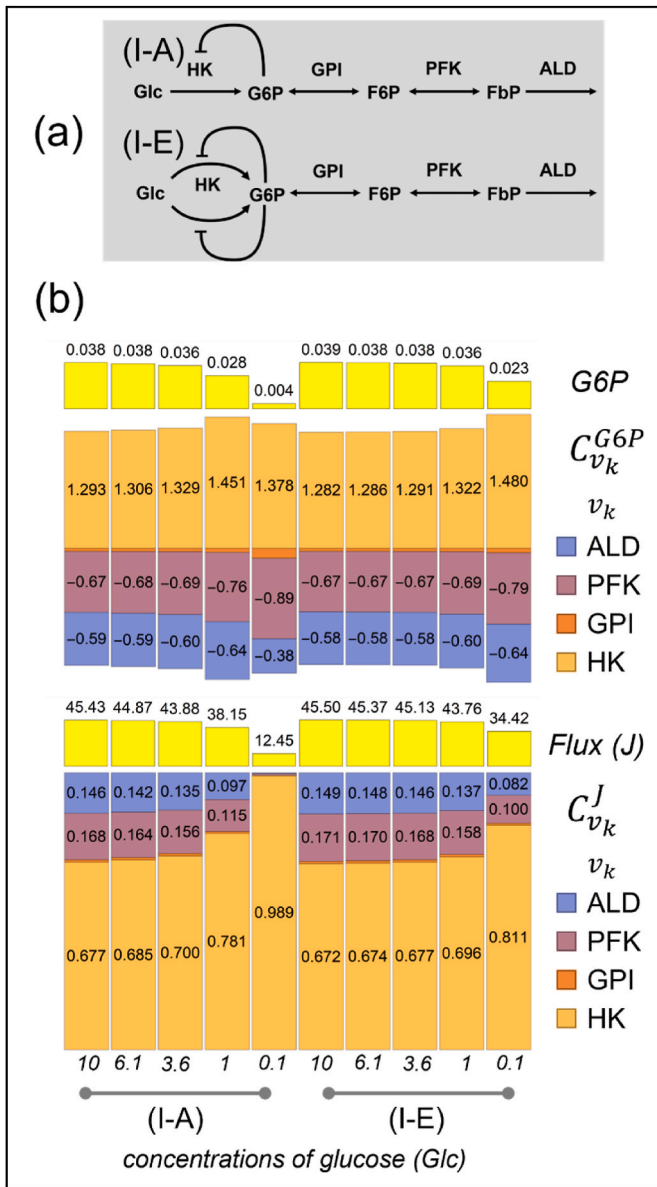 (a)
(I-A)
HK GPI PFK ALD
Glc G6P F6P FbP
(I-E)
HK GPI PFK ALD
Glc G6P F6P FbP
(b)
0.038 0.038 0.036 0.028 0.004 0.039 0.038 0.038 0.036 0.023
G6P
1.293 1.306 1.329 1.451 1.378 1.282 1.286 1.291 1.322 1.480
−0.67 −0.68 −0.69 −0.76 −0.89 −0.67 −0.67 −0.67 −0.69 −0.79
−0.59 −0.59 −0.60 −0.64 −0.38 −0.58 −0.58 −0.58 −0.60 −0.64
C_{v_k}^{G6P}
v_k
ALD
PFK
GPI
HK
45.43 44.87 43.88 38.15 12.45 45.50 45.37 45.13 43.76 34.42
Flux (J)
0.146 0.142 0.135 0.097 0.149 0.148 0.146 0.137 0.082
0.168 0.164 0.156 0.115 0.171 0.170 0.168 0.158 0.100
0.677 0.685 0.700 0.781 0.989 0.672 0.674 0.677 0.696 0.811
C_{v_k}^{J}
v_k
ALD
PFK
GPI
HK
10 6.1 3.6 1 0.1 10 6.1 3.6 1 0.1
(I-A) (I-E)
concentrations of glucose (Glc)